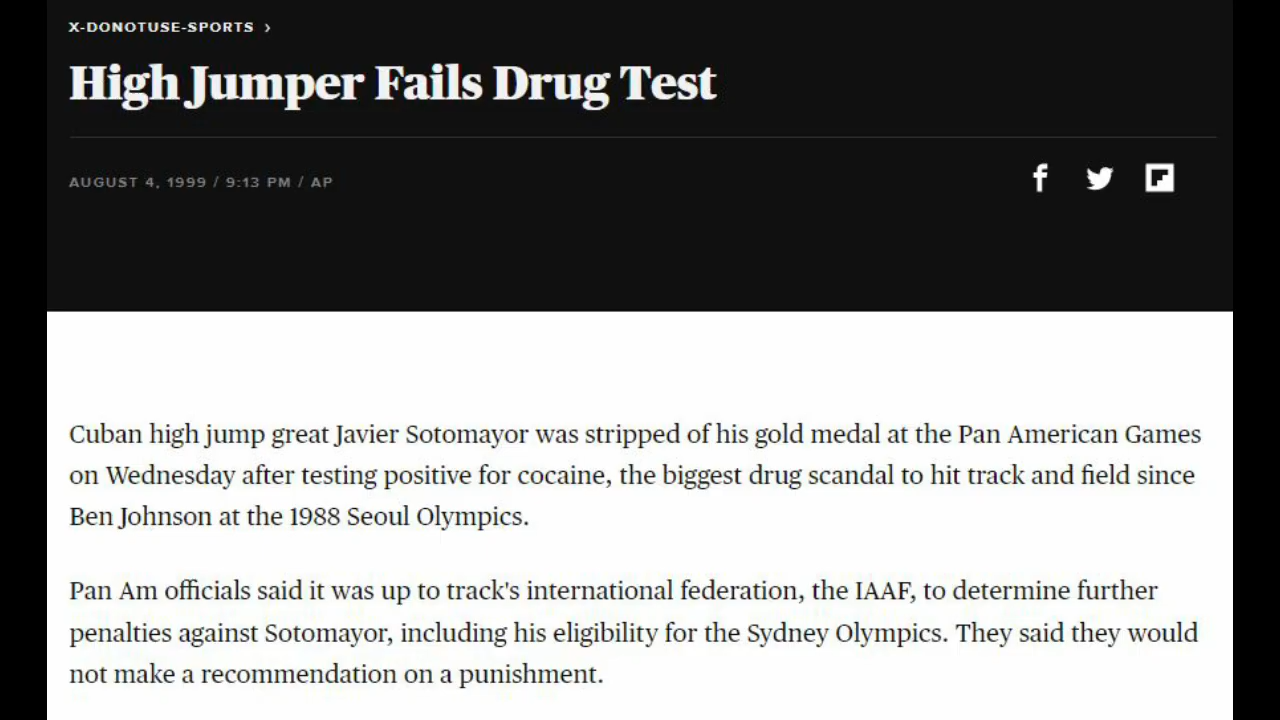 X-DONOTUSE-SPORTS ›
High Jumper Fails Drug Test
AUGUST 4, 1999 / 9:13 PM / AP
Cuban high jump great Javier Sotomayor was stripped of his gold medal at the Pan American Games
on Wednesday after testing positive for cocaine, the biggest drug scandal to hit track and field since
Ben Johnson at the 1988 Seoul Olympics.
Pan Am officials said it was up to track's international federation, the IAAF, to determine further
penalties against Sotomayor, including his eligibility for the Sydney Olympics. They said they would
not make a recommendation on a punishment.